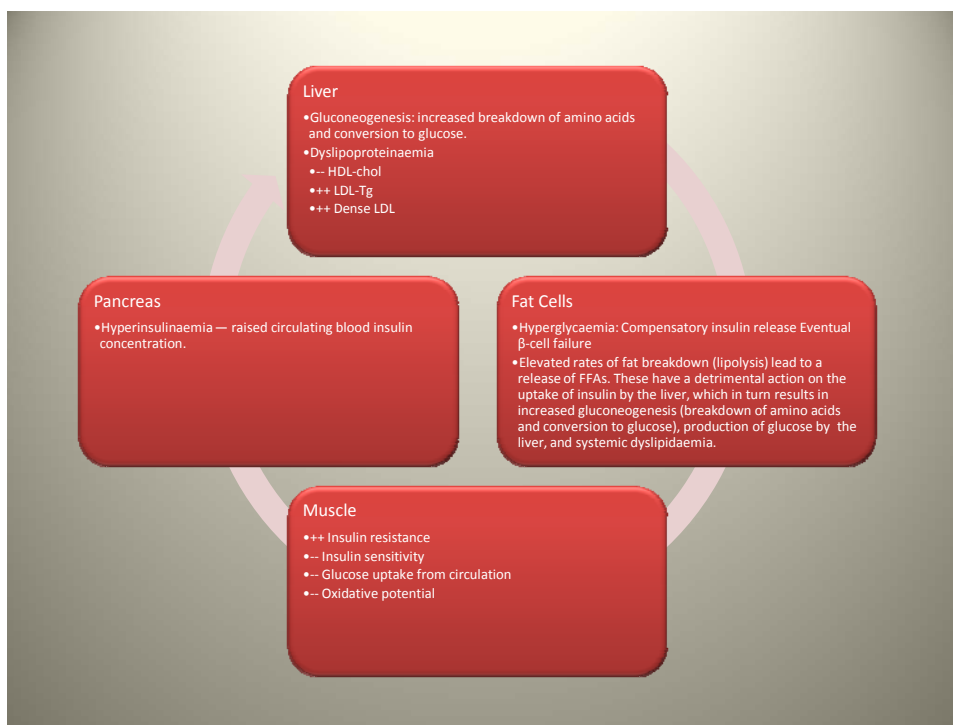 Liver
•Gluconeogenesis: increased breakdown of amino acids
and conversion to glucose.
•Dyslipoproteinaemia
•-- HDL-chol
•++ LDL-Tg
•++ Dense LDL
Pancreas
•Hyperinsulinaemia — raised circulating blood insulin
concentration.
Fat Cells
•Hyperglycaemia: Compensatory insulin release Eventual
β-cell failure
•Elevated rates of fat breakdown (lipolysis) lead to a
release of FFAs. These have a detrimental action on the
uptake of insulin by the liver, which in turn results in
increased gluconeogenesis (breakdown of amino acids
and conversion to glucose), production of glucose by the
liver, and systemic dyslipidaemia.
Muscle
•++ Insulin resistance
•-- Insulin sensitivity
•-- Glucose uptake from circulation
•-- Oxidative potential